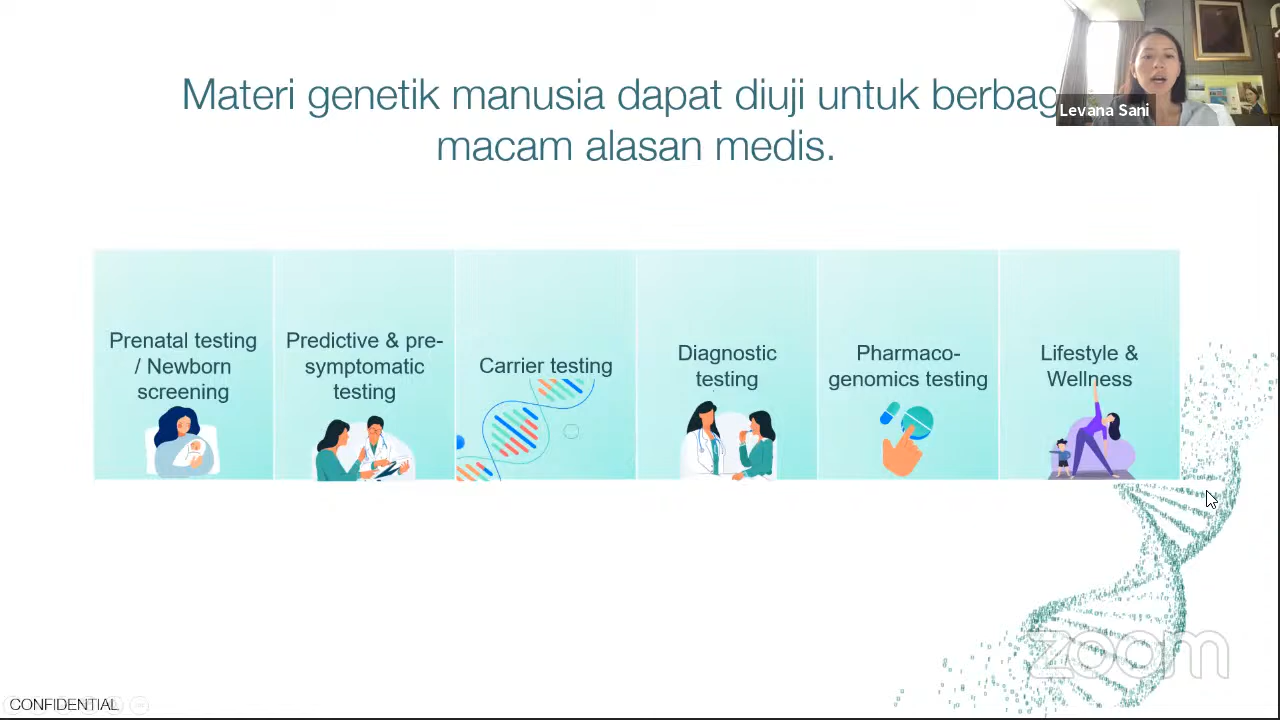 Materi genetik manusia dapat diuji untuk berbag
macam alasan medis.
Levana Sani
Prenatal testing
/ Newborn
screening
Predictive & pre-
symptomatic
testing
Carrier testing
Diagnostic
testing
Pharmaco-
genomics testing
Lifestyle &
Wellness
zoom
CONFIDENTIAL